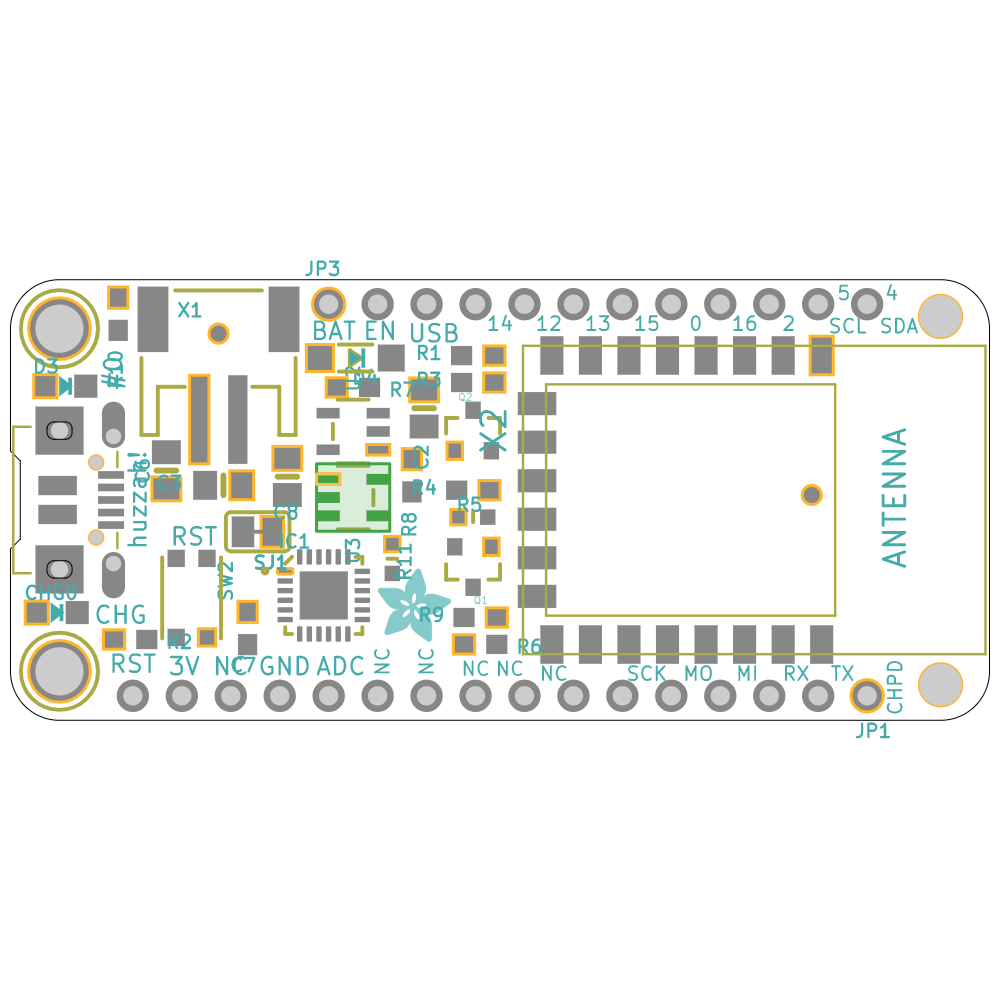 JP3
5
4
X1
BAT
EN
USB
14
12
13
15
0
16
2
SCL
SDA
R1
D3
R7
R3
Q2
X2
C2
ANTENNA
huzzah!
C3
R4
R5
C8
R8
RST
IC1
U3
SJ1
R11
SW2
CHG0
CHG
Q1
R9
R2
R6
RST
3V
NC
C7
GND
ADC
NC
NC
NC
NC
NC
SCK
MO
MI
RX
TX
CHPD
JP1